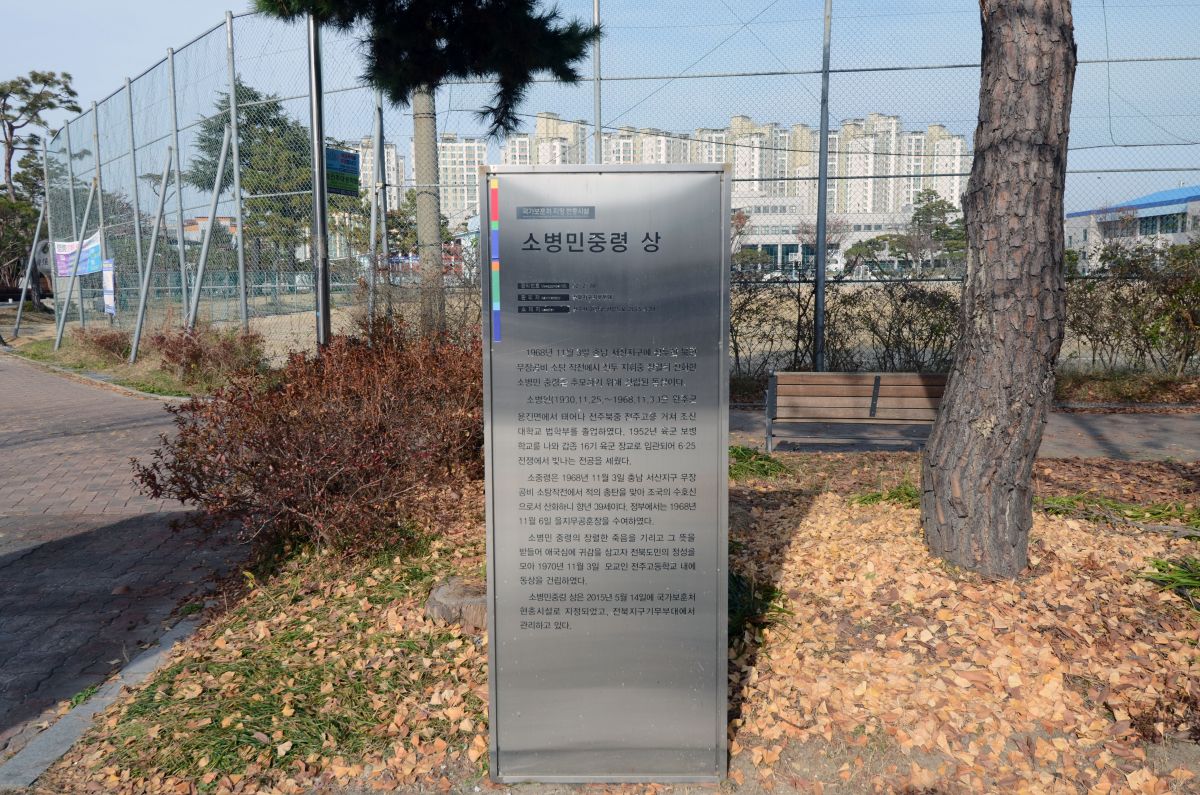 국가보훈처 지정 현충시설
소병민중령 상
1968년 11월 3일 충남 서산지구에 침투한 북한
무장공비 소탕 작전에서 전투 지휘중 장렬히 산화한
소병민 중령을 추모하기 위해 건립된 동상이다.
소병민(1930.11.25.~1968.11.3.)은 완주군
용진면에서 태어나 전주북중 전주고를 거쳐 조선
대학교 법학부를 졸업하였다. 1952년 육군 보병
학교를 나와 갑종 16기 육군 장교로 임관되어 6·25
전쟁에서 빛나는 전공을 세웠다.
소중령은 1968년 11월 3일 충남 서산지구 무장
공비 소탕작전에서 적의 흉탄을 맞아 조국의 수호신
으로서 산화하니 향년 39세이다. 정부에서는 1968년
11월 6일 을지무공훈장을 수여하였다.
소병민 중령의 장렬한 죽음을 기리고 그 뜻을
받들어 애국심에 귀감을 삼고자 전북도민의 정성을
모아 1970년 11월 3일 모교인 전주고등학교 내에
동상을 건립하였다.
소병민중령 상은 2015년 5월 14일에 국가보훈처
현충시설로 지정되었고, 전북지구기무부대에서
관리하고 있다.